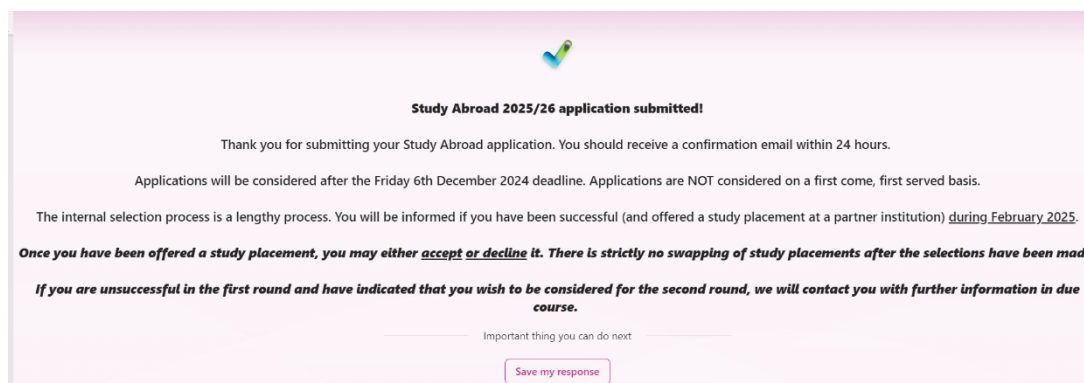 Study Abroad 2025/26 application submitted!
Thank you for submitting your Study Abroad application. You should receive a confirmation email within 24 hours.
Applications will be considered after the Friday 6th December 2024 deadline. Applications are NOT considered on a first come, first served basis.
The internal selection process is a lengthy process. You will be informed if you have been successful (and offered a study placement at a partner institution) during February 2025.
Once you have been offered a study placement, you may either accept or decline it. There is strictly no swapping of study placements after the selections have been mad
If you are unsuccessful in the first round and have indicated that you wish to be considered for the second round, we will contact you with further information in due
course.
Important thing you can do next
Save my response